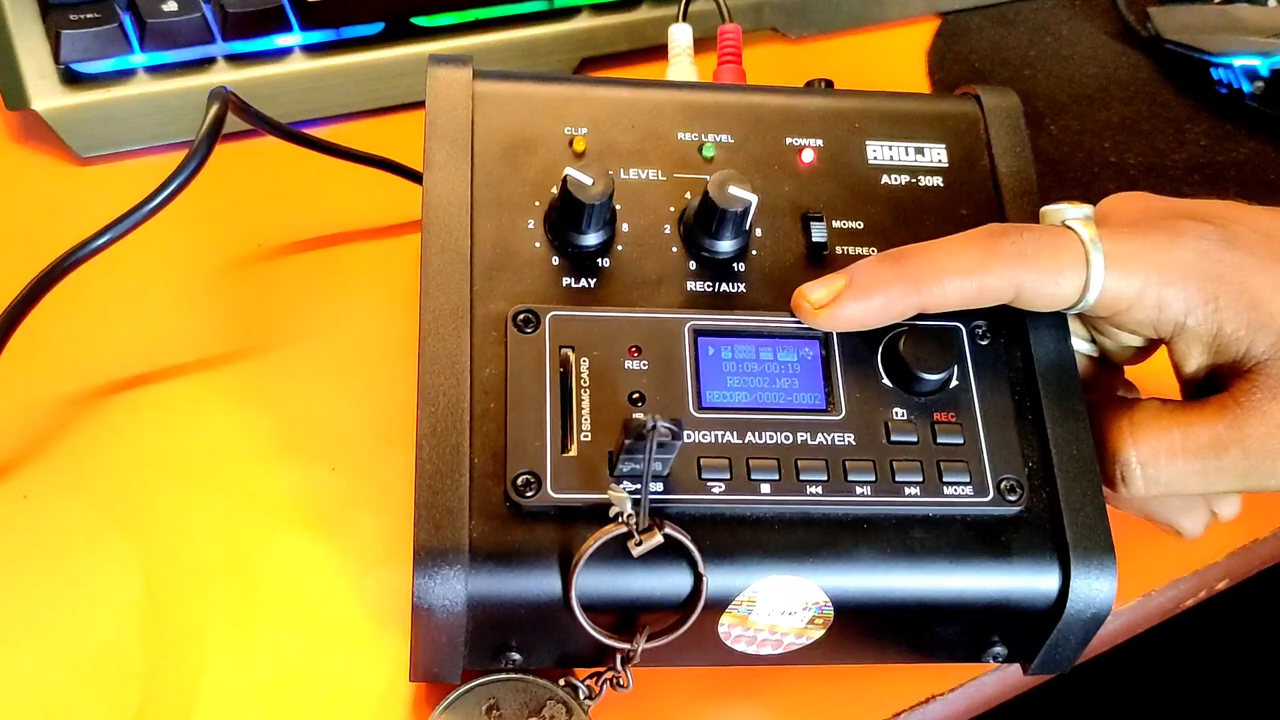 CTRL
CLIP
REC LEVEL
POWER
AHUJA
ADP-30R
LEVEL
4
2
8
0
10
PLAY
4
2
8
0
10
REC/AUX
MONO
STEREO
SD/MMC CARD
REC
00:09/00:19
REC002.MP3
RECORD/0002-0002
REC
DIGITAL AUDIO PLAYER
MODE